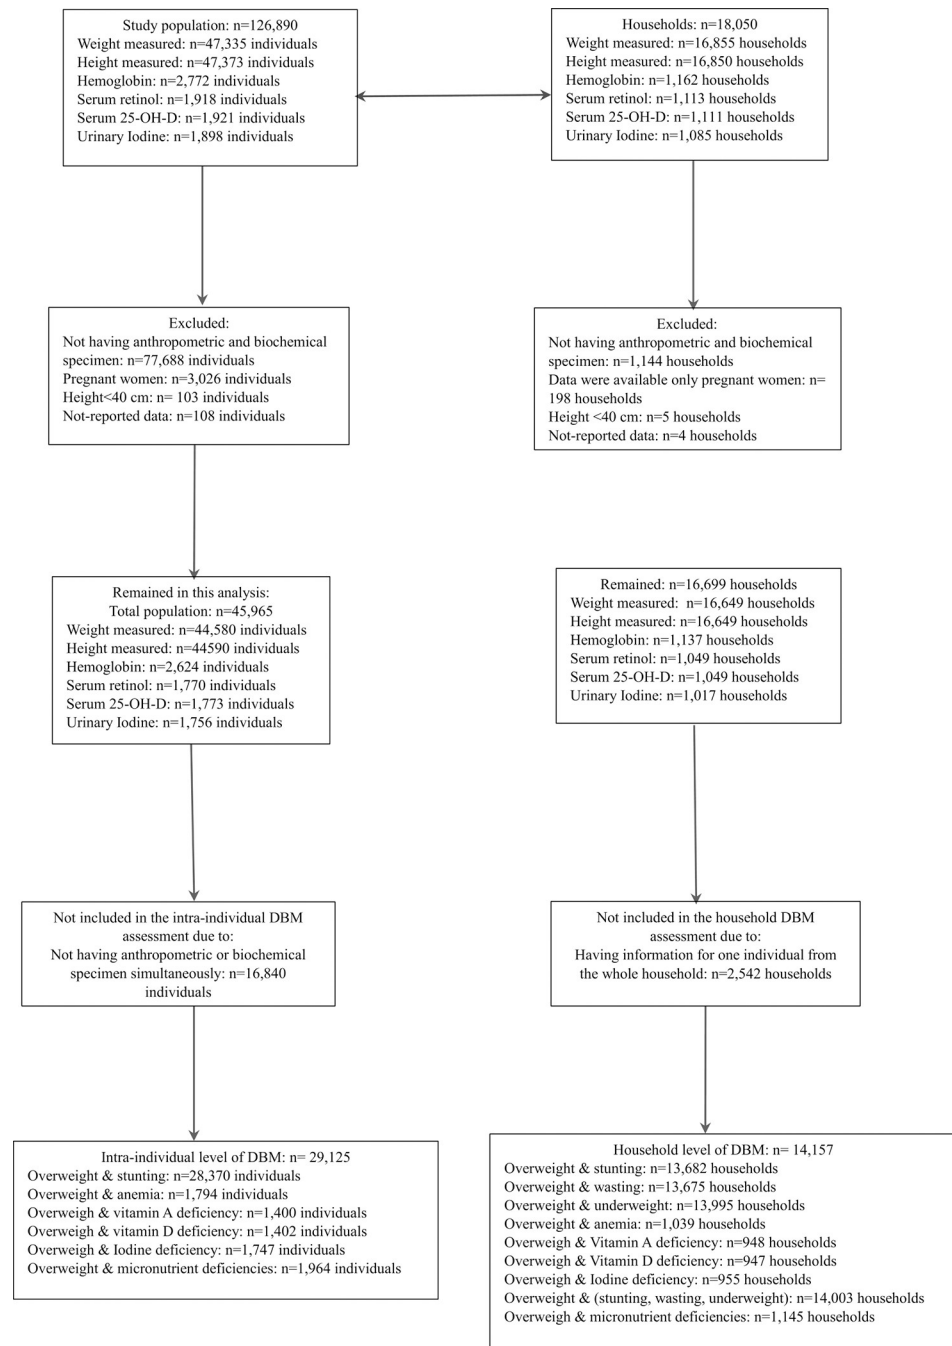 Study population: n=126,890
Weight measured: n=47,335 individuals
Height measured: n=47,373 individuals
Hemoglobin: n=2,772 individuals
Serum retinol: n=1,918 individuals
Serum 25-OH-D: n=1,921 individuals
Urinary Iodine: n=1,898 individuals
Households: n=18,050
Weight measured: n=16,855 households
Height measured: n=16,850 households
Hemoglobin: n=1,162 households
Serum retinol: n=1,113 households
Serum 25-OH-D: n=1,111 households
Urinary Iodine: n=1,085 households
Excluded:
Not having anthropometric and biochemical
specimen: n=77,688 individuals
Pregnant women: n=3,026 individuals
Height<40 cm: n= 103 individuals
Not-reported data: n=108 individuals
Excluded:
Not having anthropometric and biochemical
specimen: n=1,144 households
Data were available only pregnant women: n=
198 households
Height <40 cm: n=5 households
Not-reported data: n=4 households
Remained in this analysis:
Total population: n=45,965
Weight measured: n=44,580 individuals
Height measured: n=44590 individuals
Hemoglobin: n=2,624 individuals
Serum retinol: n=1,770 individuals
Serum 25-OH-D: n=1,773 individuals
Urinary Iodine: n=1,756 individuals
Remained: n=16,699 households
Weight measured: n=16,649 households
Height measured: n=16,649 households
Hemoglobin: n=1,137 households
Serum retinol: n=1,049 households
Serum 25-OH-D: n=1,049 households
Urinary Iodine: n=1,017 households
Not included in the intra-individual DBM
assessment due to:
Not having anthropometric or biochemical
specimen simultaneously: n=16,840
individuals
Not included in the household DBM
assessment due to:
Having information for one individual from
the whole household: n=2,542 households
Intra-individual level of DBM: n= 29,125
Overweight & stunting: n=28,370 individuals
Overweight & anemia: n=1,794 individuals
Overweigh & vitamin A deficiency: n=1,400 individuals
Overweigh & vitamin D deficiency: n=1,402 individuals
Overweigh & Iodine deficiency: n=1,747 individuals
Overweight & micronutrient deficiencies: n=1,964 individuals
Household level of DBM: n= 14,157
Overweight & stunting: n=13,682 households
Overweight & wasting: n=13,675 households
Overweight & underweight: n=13,995 households
Overweight & anemia: n=1,039 households
Overweigh & Vitamin A deficiency: n=948 households
Overweigh & Vitamin D deficiency: n=947 households
Overweigh & Iodine deficiency: n=955 households
Overweight & (stunting, wasting, underweight): n=14,003 households
Overweigh & micronutrient deficiencies: n=1,145 households